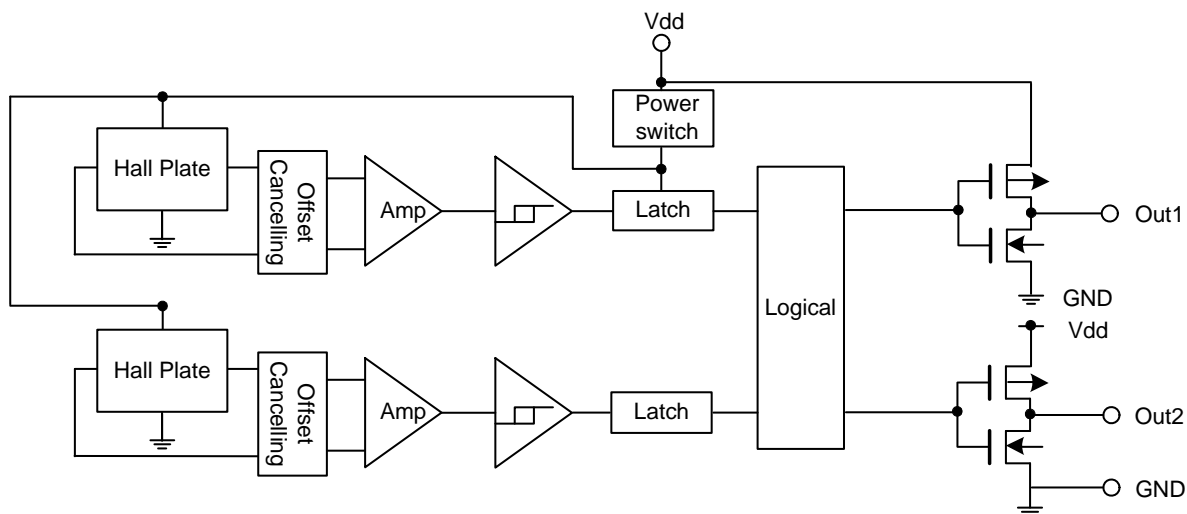 Vdd
Power
switch
Hall Plate
Offset
Cancelling
Amp
Latch
Out1
Logical
GND
Vdd
Hall Plate
Offset
Cancelling
Amp
Latch
Out2
GND